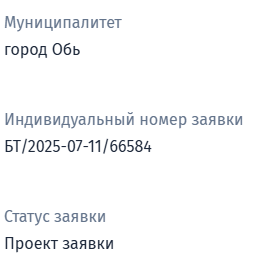 Муниципалитет
город Обь
Индивидуальный номер заявки
БТ/2025-07-11/66584
Статус заявки
Проект заявки